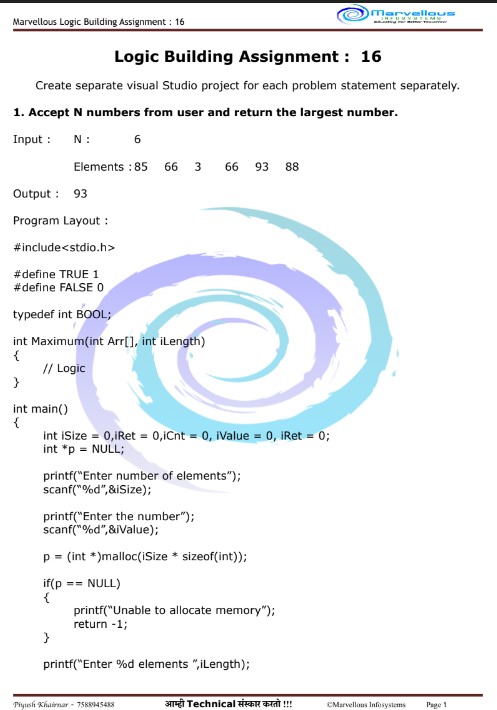 Marvellous Logic Building Assignment : 16
Marvellous
INFOSYSTEMS
Educating for Better Tomorrow
Logic Building Assignment : 16
Create separate visual Studio project for each problem statement separately.
1. Accept N numbers from user and return the largest number.
Input : N : 6
Elements : 85 66 3 66 93 88
Output : 93
Program Layout :
#include<stdio.h>
#define TRUE 1
#define FALSE 0
typedef int BOOL;
int Maximum(int Arr[], int iLength)
{
// Logic
}
int main()
{
int iSize = 0,iRet = 0,iCnt = 0, iValue = 0, iRet = 0;
int *p = NULL;
printf(“Enter number of elements”);
scanf(“%d”,&iSize);
printf(“Enter the number”);
scanf(“%d”,&iValue);
p = (int *)malloc(iSize * sizeof(int));
if(p == NULL)
{
printf(“Unable to allocate memory”);
return -1;
}
printf(“Enter %d elements ”,iLength);
Piyush Khairnar - 7588945488 आम्ही Technical संस्कार करतो !!! ©Marvellous Infosystems Page 1